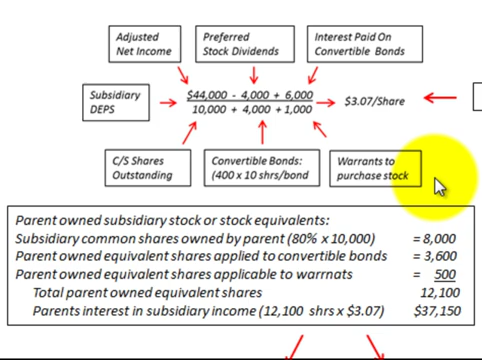 Adjusted
Net Income
Preferred
Stock Dividends
Interest Paid On
Convertible Bonds
Subsidiary
DEPS
$44,000 - 4,000 + 6,000
10,000 + 4,000 + 1,000
$3.07/Share
C/S Shares
Outstanding
Convertible Bonds:
(400 x 10 shrs/bond
Warrants to
purchase stock
Parent owned subsidiary stock or stock equivalents:
Subsidiary common shares owned by parent (80% x 10,000) = 8,000
Parent owned equivalent shares applied to convertible bonds = 3,600
Parent owned equivalent shares applicable to warrnats = 500
Total parent owned equivalent shares 12,100
Parents interest in subsidiary income (12,100 shrs x $3.07) $37,150